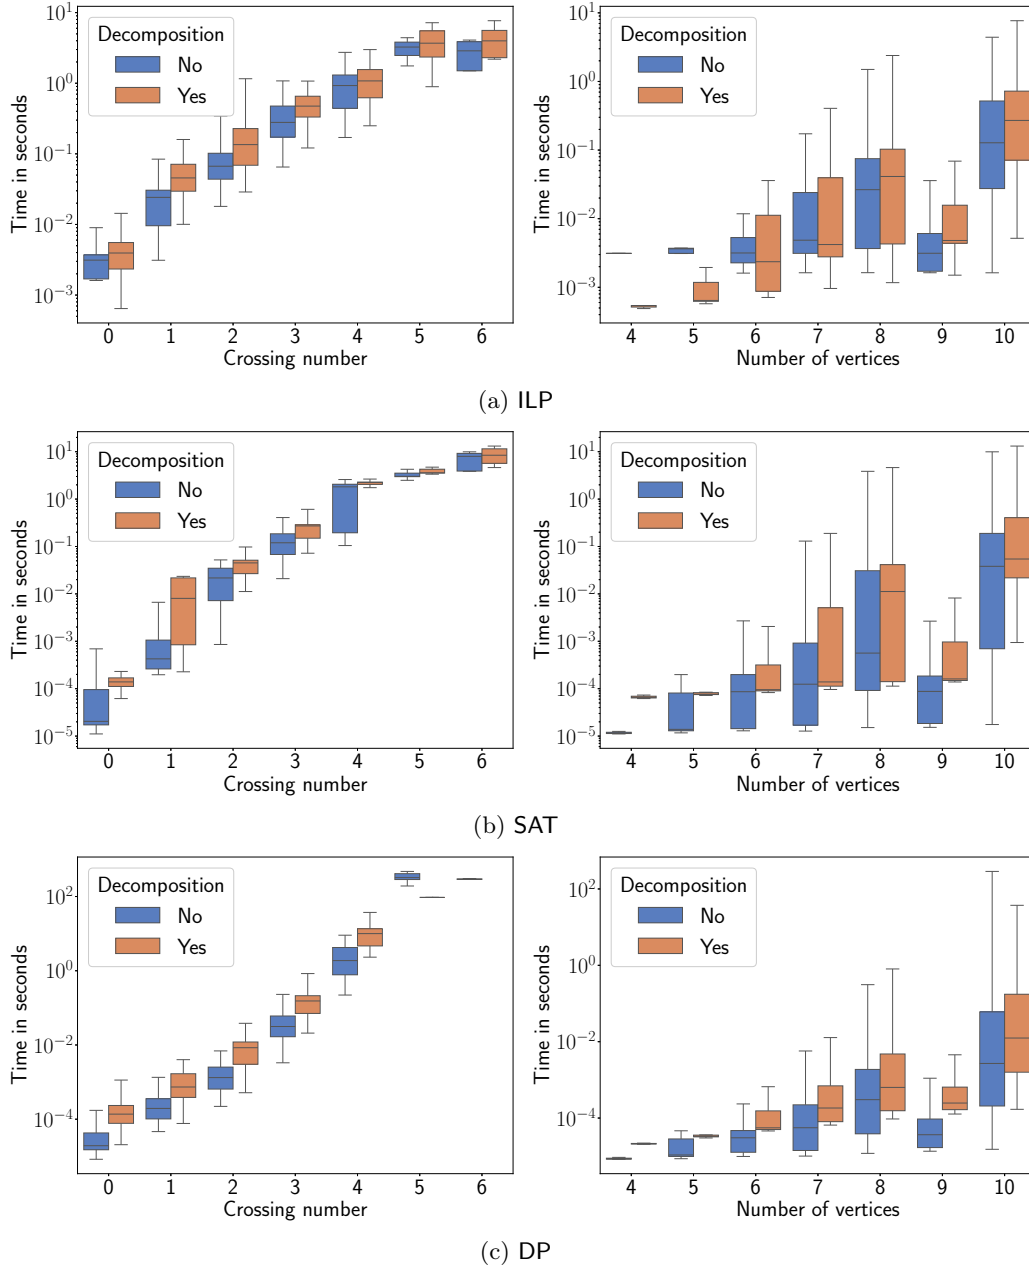 Time in seconds
10^1
10^0
10^-1
10^-2
10^-3
Decomposition
No
Yes
0 1 2 3 4 5 6
Crossing number
Time in seconds
10^1
10^0
10^-1
10^-2
10^-3
Decomposition
No
Yes
4 5 6 7 8 9 10
Number of vertices
(a) ILP
Time in seconds
10^1
10^0
10^-1
10^-2
10^-3
10^-4
10^-5
Decomposition
No
Yes
0 1 2 3 4 5 6
Crossing number
Time in seconds
10^1
10^0
10^-1
10^-2
10^-3
10^-4
10^-5
Decomposition
No
Yes
4 5 6 7 8 9 10
Number of vertices
(b) SAT
Time in seconds
10^2
10^0
10^-2
10^-4
Decomposition
No
Yes
0 1 2 3 4 5 6
Crossing number
Time in seconds
10^2
10^0
10^-2
10^-4
Decomposition
No
Yes
4 5 6 7 8 9 10
Number of vertices
(c) DP